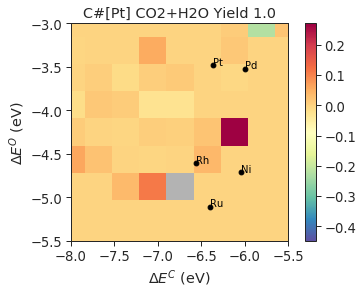 C#[Pt] CO2+H2O Yield 1.0
−3.0
−3.5
−4.0
−4.5
−5.0
−5.5
ΔE^O (eV)
Pt
Pd
Rh
Ni
Ru
−8.0 −7.5 −7.0 −6.5 −6.0 −5.5
ΔE^C (eV)
0.2
0.1
0.0
−0.1
−0.2
−0.3
−0.4